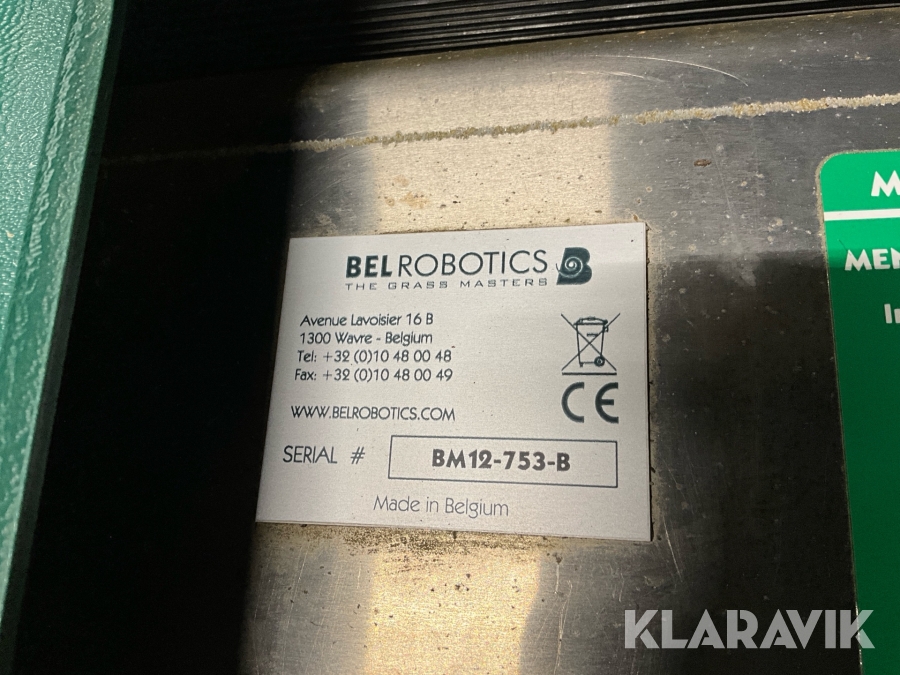 BELROBOTICS B
THE GRASS MASTERS
Avenue Lavoisier 16 B
1300 Wavre - Belgium
Tel: +32 (0)10 48 00 48
Fax: +32 (0)10 48 00 49
CE
WWW.BELROBOTICS.COM
SERIAL # BM12-753-B
Made in Belgium
M
MEN
KLARAVIK